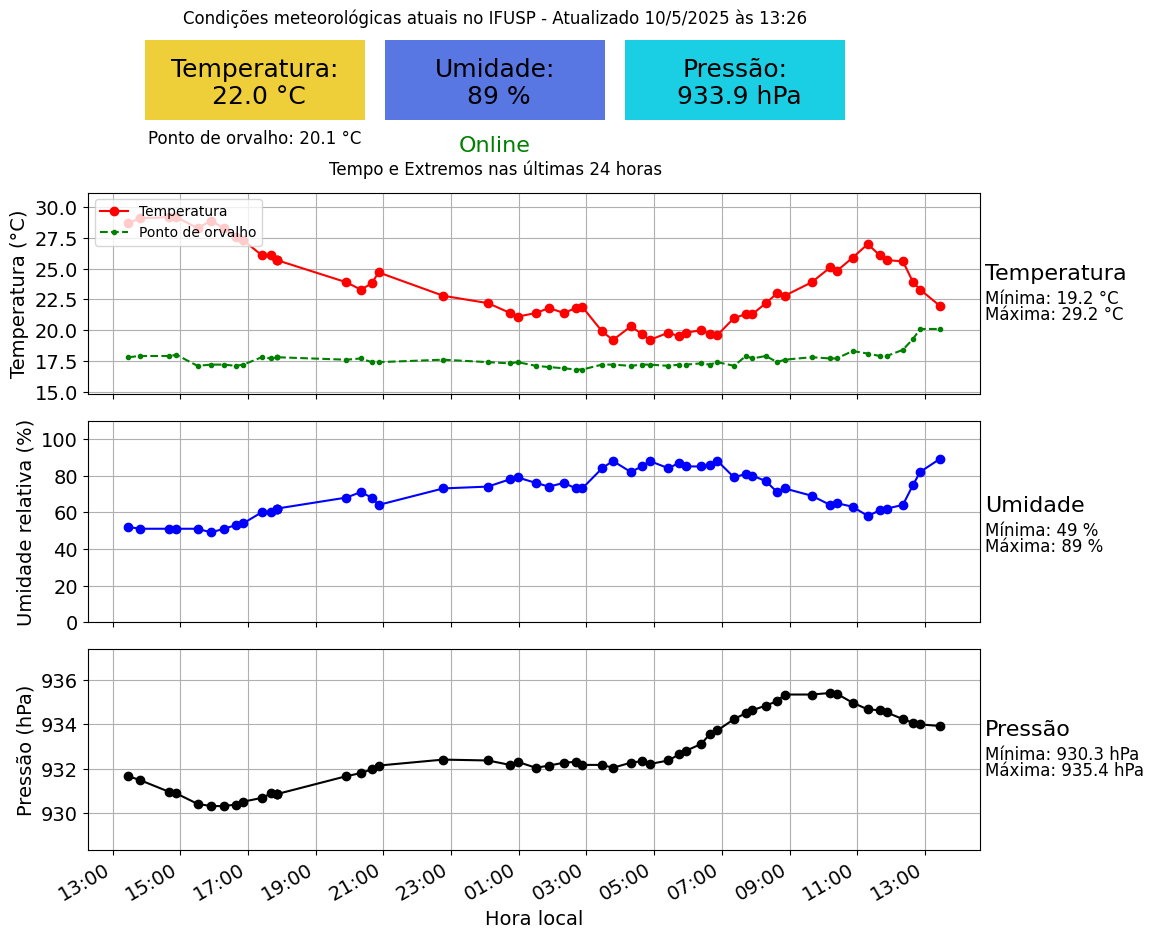 Condições meteorológicas atuais no IFUSP - Atualizado 10/5/2025 às 13:26
Temperatura:
22.0 °C
Umidade:
89 %
Pressão:
933.9 hPa
Ponto de orvalho: 20.1 °C
Online
Tempo e Extremos nas últimas 24 horas
Temperatura (°C)
30.0
27.5
25.0
22.5
20.0
17.5
15.0
Temperatura
Ponto de orvalho
Temperatura
Mínima: 19.2 °C
Máxima: 29.2 °C
Umidade relativa (%)
100
80
60
40
20
0
Umidade
Mínima: 49 %
Máxima: 89 %
Pressão (hPa)
936
934
932
930
Pressão
Mínima: 930.3 hPa
Máxima: 935.4 hPa
13:00 15:00 17:00 19:00 21:00 23:00 01:00 03:00 05:00 07:00 09:00 11:00 13:00
Hora local